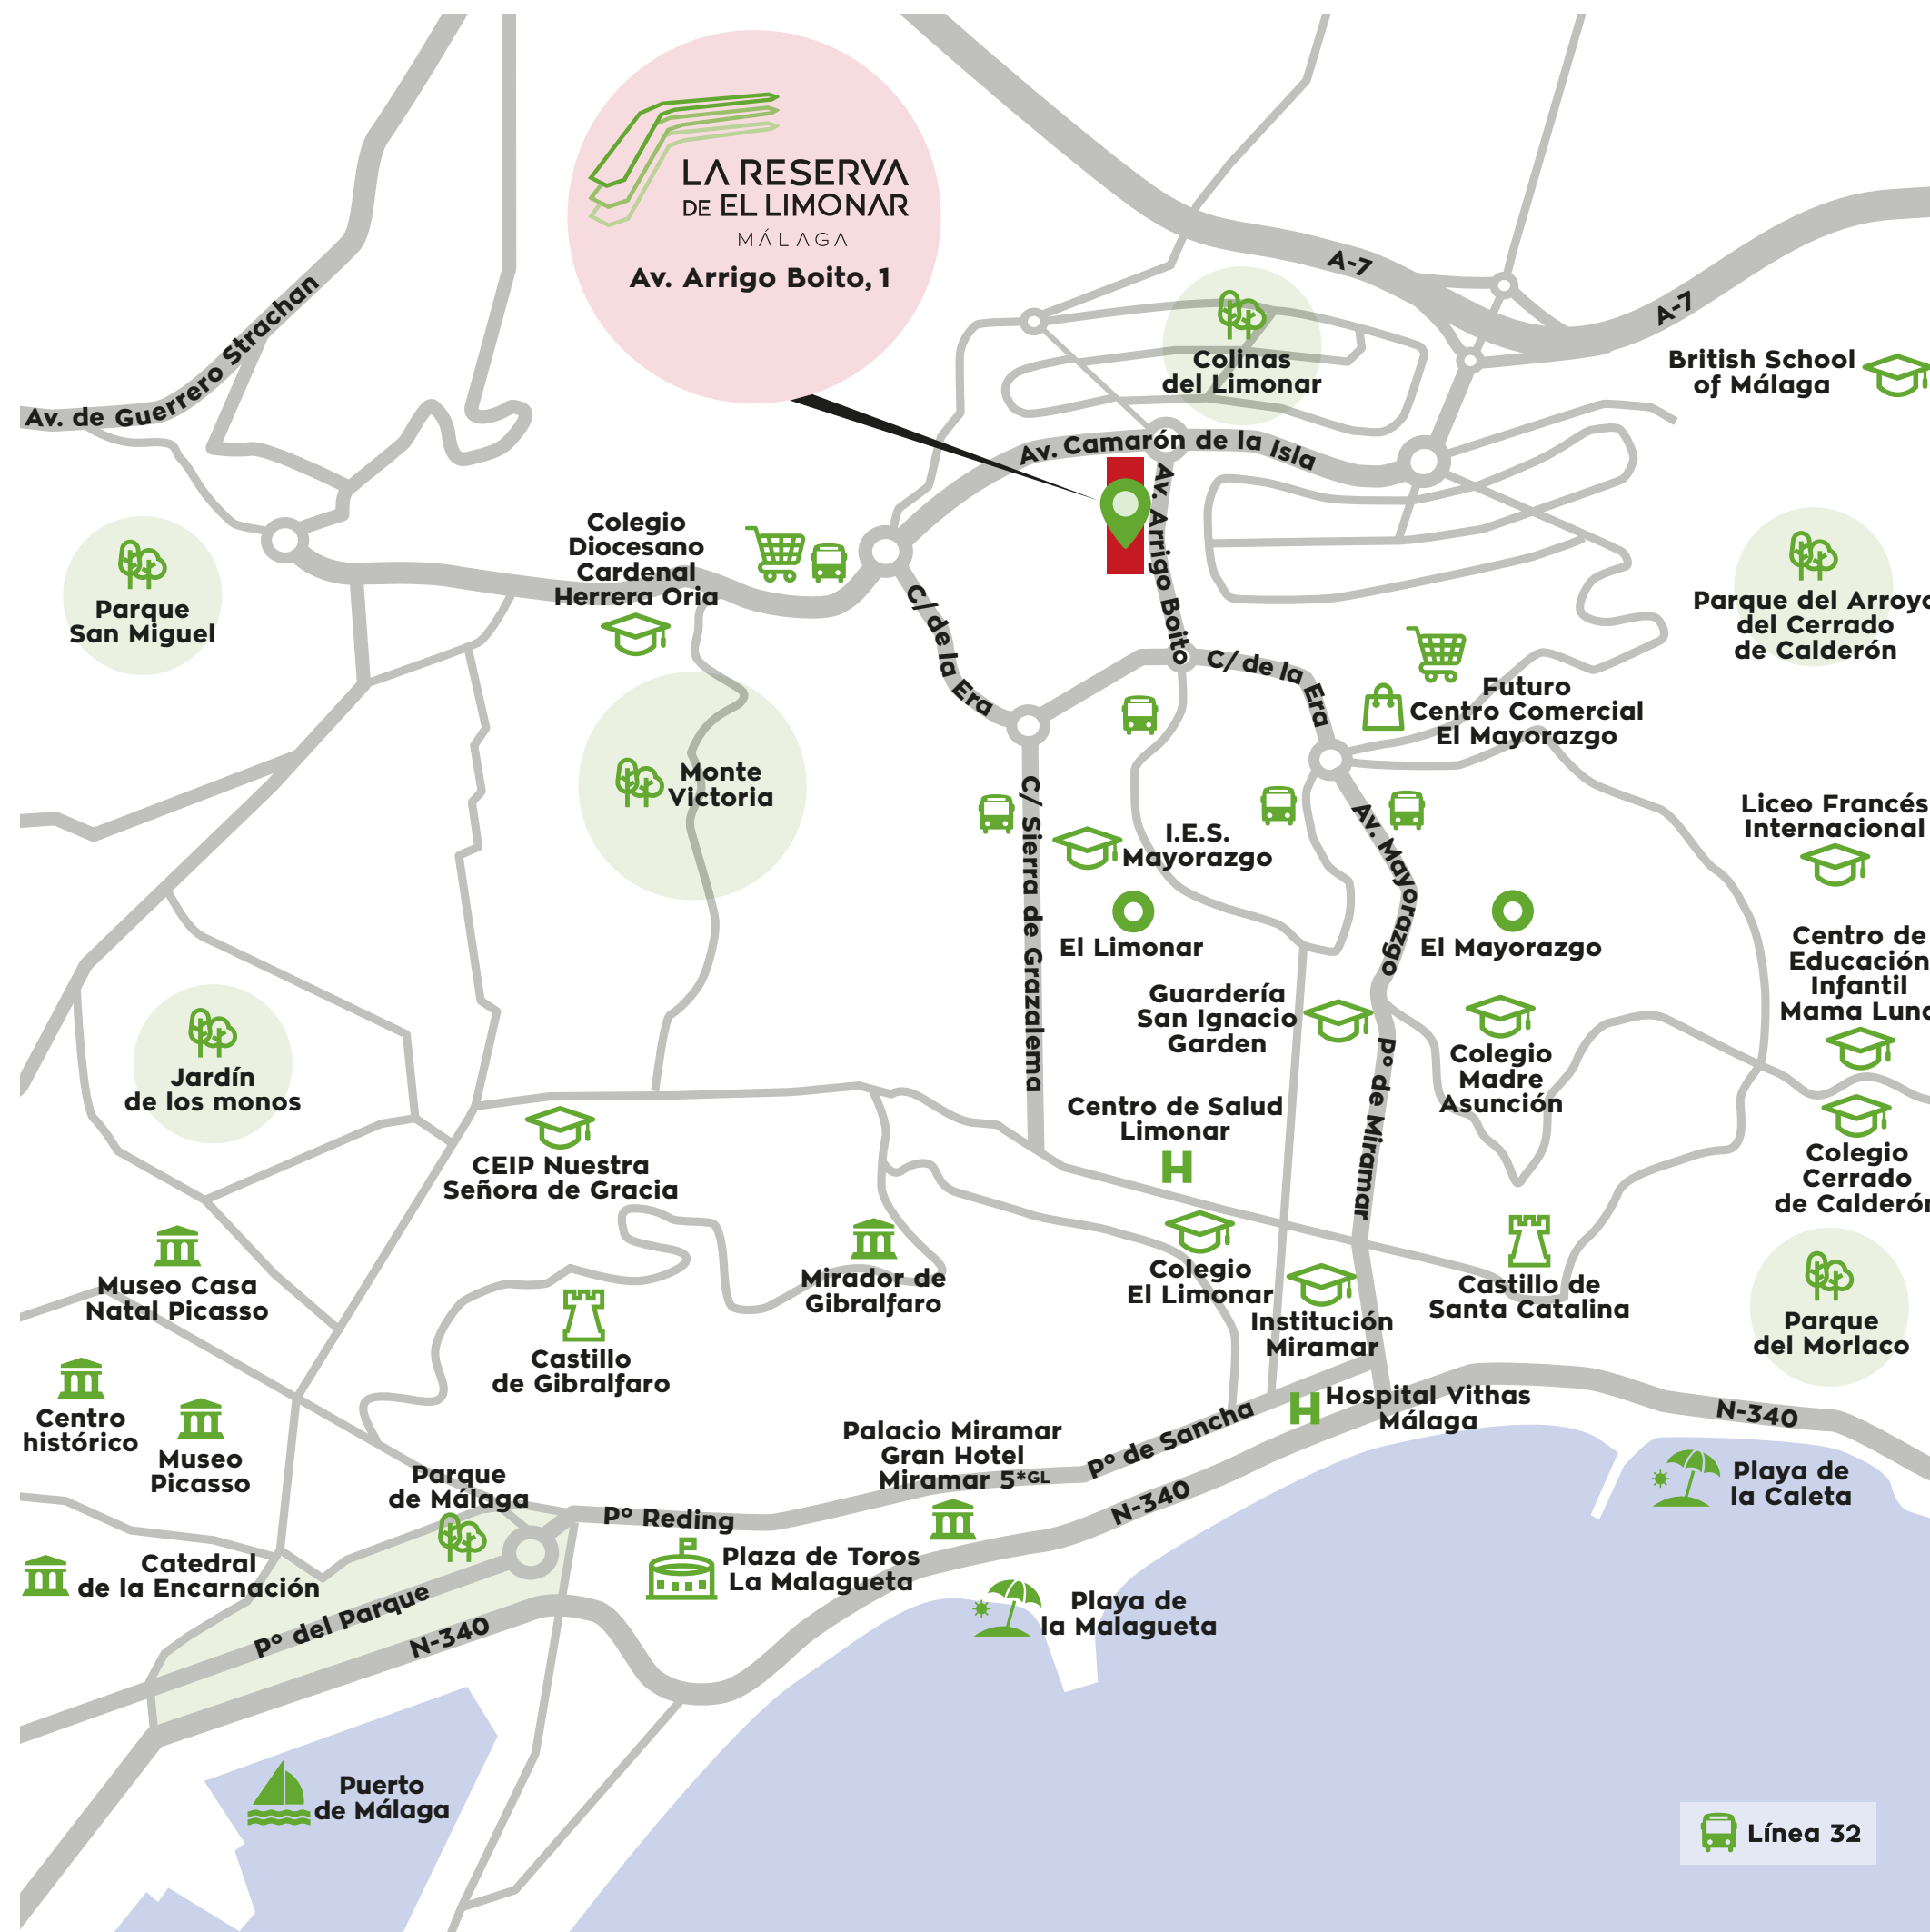 LA RESERVA
DE EL LIMONAR
MÁLAGA
Av. Arrigo Boito, 1
A-7
A-7
Av. de Guerrero Strachan
Colinas
del Limonar
British School
of Málaga
Av. Camarón de la Isla
Av. Arrigo Boito
Colegio
Diocesano
Cardenal
Herrera Oria
Parque
San Miguel
C/ de la Era
C/ de la Era
Parque del Arroyo
del Cerrado
de Calderón
Futuro
Centro Comercial
El Mayorazgo
Monte
Victoria
C/ Sierra de Grazalema
I.E.S.
Mayorazgo
Av. Mayorazgo
Liceo Francés
Internacional
El Limonar
El Mayorazgo
Centro de
Educación
Infantil
Mama Luna
Guardería
San Ignacio
Garden
Colegio
Madre
Asunción
Jardín
de los monos
Pº de Miramar
Centro de Salud
Limonar
H
CEIP Nuestra
Señora de Gracia
Colegio
Cerrado
de Calderón
Museo Casa
Natal Picasso
Mirador de
Gibralfaro
Colegio
El Limonar
Institución
Miramar
Castillo de
Santa Catalina
Parque
del Morlaco
Castillo
de Gibralfaro
Centro
histórico
Museo
Picasso
H
Hospital Vithas
Málaga
N-340
Palacio Miramar
Gran Hotel
Miramar 5*GL
Pº de Sancha
N-340
Parque
de Málaga
Pº Reding
Playa de
la Caleta
Catedral
de la Encarnación
Plaza de Toros
La Malagueta
Playa de
la Malagueta
Pº del Parque
N-340
Puerto
de Málaga
Línea 32